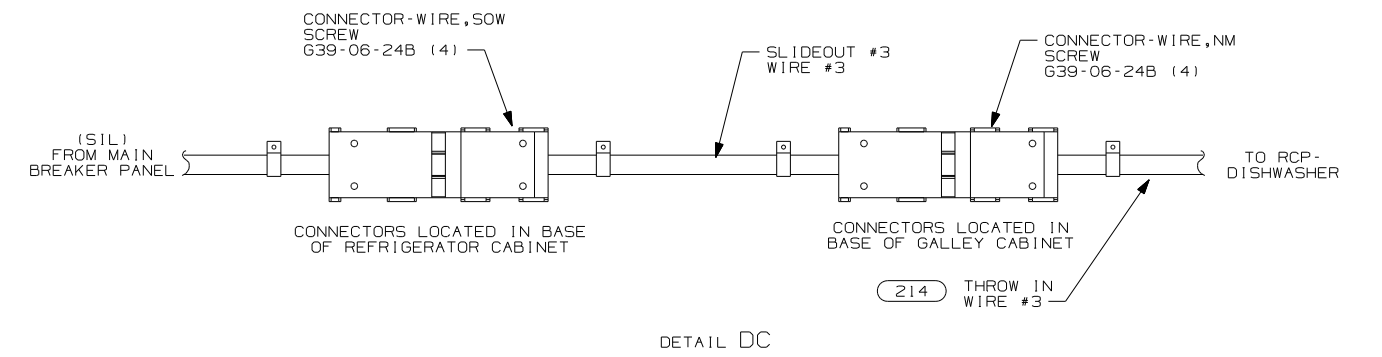 CONNECTOR-WIRE,SOW
SCREW
G39-06-24B (4)
SLIDEOUT #3
WIRE #3
CONNECTOR-WIRE,NM
SCREW
G39-06-24B (4)
(SIL)
FROM MAIN
BREAKER PANEL
TO RCP-
DISHWASHER
CONNECTORS LOCATED IN BASE
OF REFRIGERATOR CABINET
CONNECTORS LOCATED IN
BASE OF GALLEY CABINET
214
THROW IN
WIRE #3
DETAIL DC